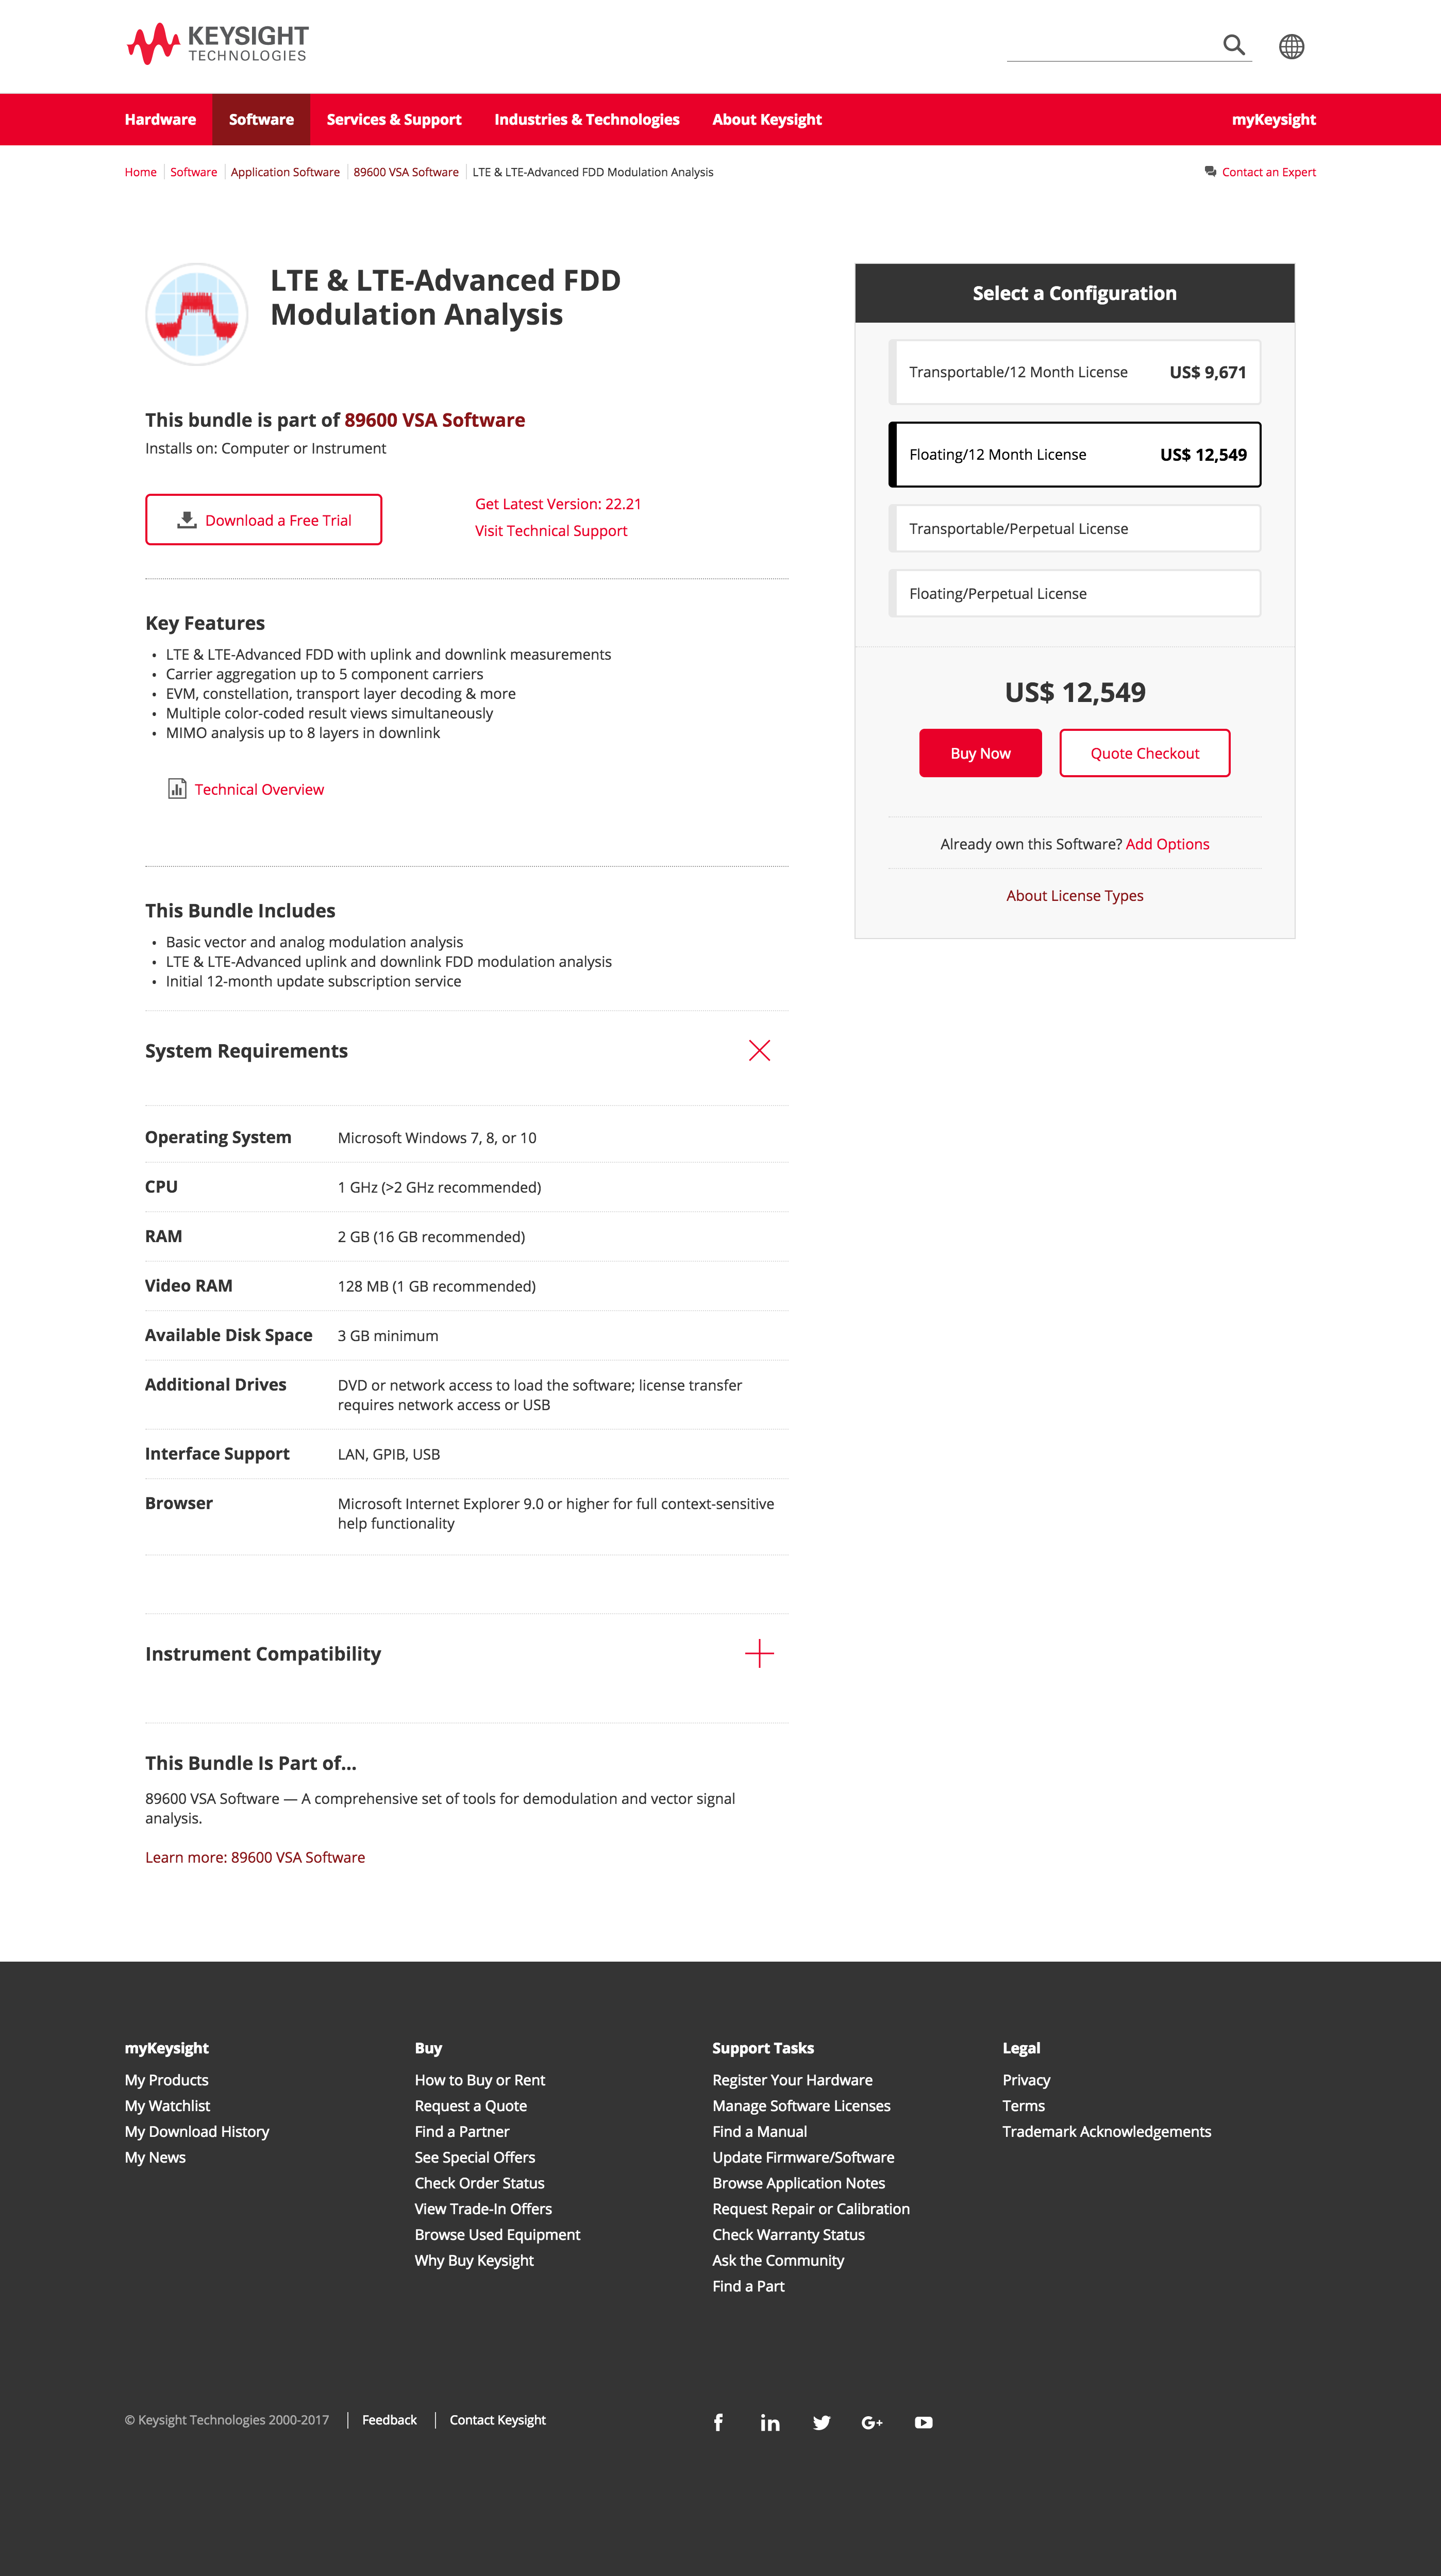 KEYSIGHT
TECHNOLOGIES
Hardware Software Services & Support Industries & Technologies About Keysight myKeysight
Home Software Application Software 89600 VSA Software LTE & LTE-Advanced FDD Modulation Analysis Contact an Expert
LTE & LTE-Advanced FDD
Modulation Analysis
This bundle is part of 89600 VSA Software
Installs on: Computer or Instrument
Download a Free Trial
Get Latest Version: 22.21
Visit Technical Support
Key Features
• LTE & LTE-Advanced FDD with uplink and downlink measurements
• Carrier aggregation up to 5 component carriers
• EVM, constellation, transport layer decoding & more
• Multiple color-coded result views simultaneously
• MIMO analysis up to 8 layers in downlink
Technical Overview
This Bundle Includes
• Basic vector and analog modulation analysis
• LTE & LTE-Advanced uplink and downlink FDD modulation analysis
• Initial 12-month update subscription service
System Requirements
Operating System Microsoft Windows 7, 8, or 10
CPU 1 GHz (>2 GHz recommended)
RAM 2 GB (16 GB recommended)
Video RAM 128 MB (1 GB recommended)
Available Disk Space 3 GB minimum
Additional Drives DVD or network access to load the software; license transfer
requires network access or USB
Interface Support LAN, GPIB, USB
Browser Microsoft Internet Explorer 9.0 or higher for full context-sensitive
help functionality
Instrument Compatibility
This Bundle Is Part of...
89600 VSA Software — A comprehensive set of tools for demodulation and vector signal
analysis.
Learn more: 89600 VSA Software
Select a Configuration
Transportable/12 Month License US$ 9,671
Floating/12 Month License US$ 12,549
Transportable/Perpetual License
Floating/Perpetual License
US$ 12,549
Buy Now Quote Checkout
Already own this Software? Add Options
About License Types
myKeysight
My Products
My Watchlist
My Download History
My News
Buy
How to Buy or Rent
Request a Quote
Find a Partner
See Special Offers
Check Order Status
View Trade-In Offers
Browse Used Equipment
Why Buy Keysight
Support Tasks
Register Your Hardware
Manage Software Licenses
Find a Manual
Update Firmware/Software
Browse Application Notes
Request Repair or Calibration
Check Warranty Status
Ask the Community
Find a Part
Legal
Privacy
Terms
Trademark Acknowledgements
© Keysight Technologies 2000-2017 Feedback Contact Keysight